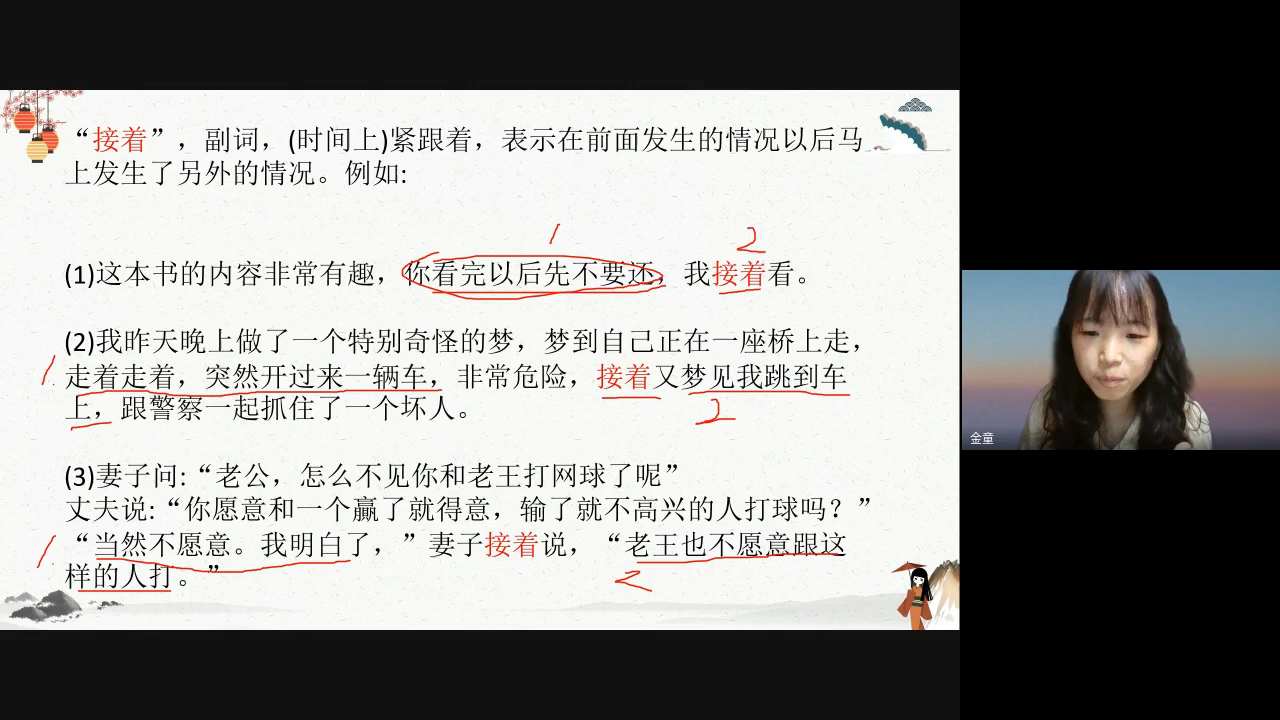 “接着”，副词，(时间上)紧跟着，表示在前面发生的情况以后马
上发生了另外的情况。例如:
1 2
(1)这本书的内容非常有趣，你看完以后先不要还，我接着看。
(2)我昨天晚上做了一个特别奇怪的梦，梦到自己正在一座桥上走，
1 走着走着，突然开过来一辆车，非常危险，接着又梦见我跳到车
上，跟警察一起抓住了一个坏人。 2
(3)妻子问:“老公，怎么不见你和老王打网球了呢”
丈夫说:“你愿意和一个赢了就得意，输了就不高兴的人打球吗？”
1 “当然不愿意。我明白了，”妻子接着说，“老王也不愿意跟这
样的人打。” 2
金童